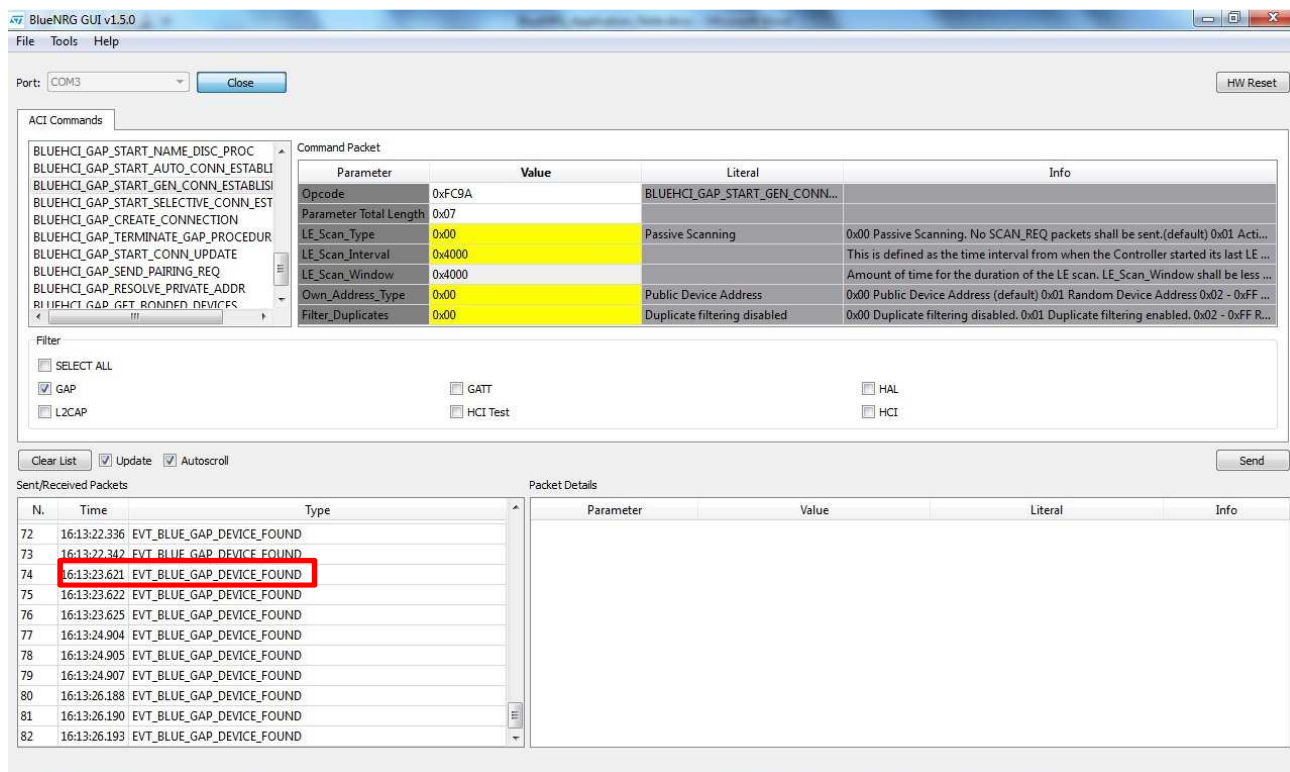 BlueNRG GUI v1.5.0
File Tools Help
Port: COM3 Close HW Reset
ACI Commands
BLUEHCI_GAP_START_NAME_DISC_PROC
BLUEHCI_GAP_START_AUTO_CONN_ESTABLI
BLUEHCI_GAP_START_GEN_CONN_ESTABLISI
BLUEHCI_GAP_START_SELECTIVE_CONN_EST
BLUEHCI_GAP_CREATE_CONNECTION
BLUEHCI_GAP_TERMINATE_GAP_PROCEDUR
BLUEHCI_GAP_START_CONN_UPDATE
BLUEHCI_GAP_SEND_PAIRING_REQ
BLUEHCI_GAP_RESOLVE_PRIVATE_ADDR
BLUEHCI_GAP_GET_BONDED_DEVICES
Command Packet
Parameter Value Literal Info
Opcode 0xFC9A BLUEHCI_GAP_START_GEN_CONN...
Parameter Total Length 0x07
LE_Scan_Type 0x00 Passive Scanning 0x00 Passive Scanning. No SCAN_REQ packets shall be sent.(default) 0x01 Acti...
LE_Scan_Interval 0x4000 This is defined as the time interval from when the Controller started its last LE ...
LE_Scan_Window 0x4000 Amount of time for the duration of the LE scan. LE_Scan_Window shall be less ...
Own_Address_Type 0x00 Public Device Address 0x00 Public Device Address (default) 0x01 Random Device Address 0x02 - 0xFF ...
Filter_Duplicates 0x00 Duplicate filtering disabled 0x00 Duplicate filtering disabled. 0x01 Duplicate filtering enabled. 0x02 - 0xFF R...
Filter
SELECT ALL
GAP GATT HAL
L2CAP HCI Test HCI
Clear List Update Autoscroll Send
Sent/Received Packets
N. Time Type
72 16:13:22.336 EVT_BLUE_GAP_DEVICE_FOUND
73 16:13:22.342 EVT_BLUE_GAP_DEVICE_FOUND
74 16:13:23.621 EVT_BLUE_GAP_DEVICE_FOUND
75 16:13:23.622 EVT_BLUE_GAP_DEVICE_FOUND
76 16:13:23.625 EVT_BLUE_GAP_DEVICE_FOUND
77 16:13:24.904 EVT_BLUE_GAP_DEVICE_FOUND
78 16:13:24.905 EVT_BLUE_GAP_DEVICE_FOUND
79 16:13:24.907 EVT_BLUE_GAP_DEVICE_FOUND
80 16:13:26.188 EVT_BLUE_GAP_DEVICE_FOUND
81 16:13:26.190 EVT_BLUE_GAP_DEVICE_FOUND
82 16:13:26.193 EVT_BLUE_GAP_DEVICE_FOUND
Packet Details
Parameter Value Literal Info